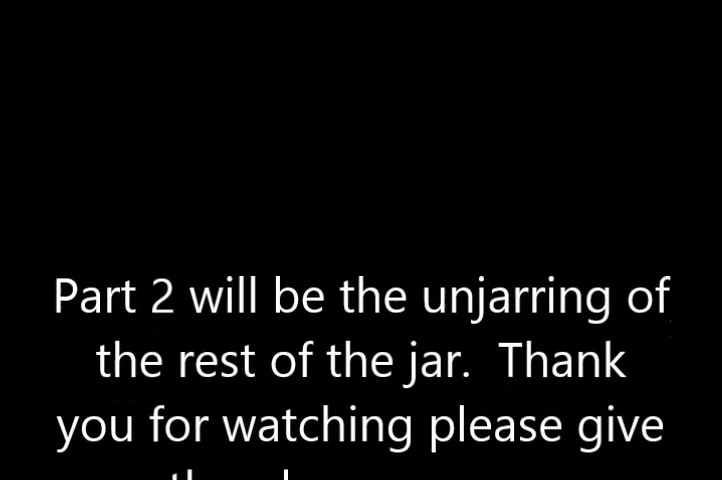 Part 2 will be the unjarring of
the rest of the jar.  Thank
you for watching please give